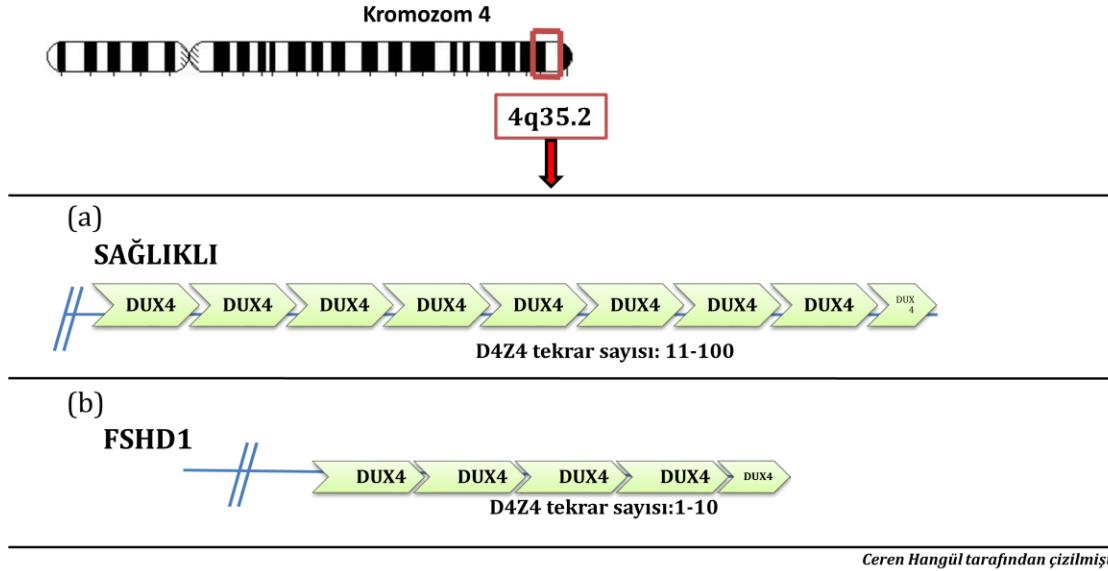 Kromozom 4
4q35.2
(a)
SAĞLIKLI
DUX4 DUX4 DUX4 DUX4 DUX4 DUX4 DUX4 DUX4 DUX
4
D4Z4 tekrar sayısı: 11-100
(b)
FSHD1
DUX4 DUX4 DUX4 DUX4 DUX4
D4Z4 tekrar sayısı:1-10
Ceren Hangül tarafından çizilmişt